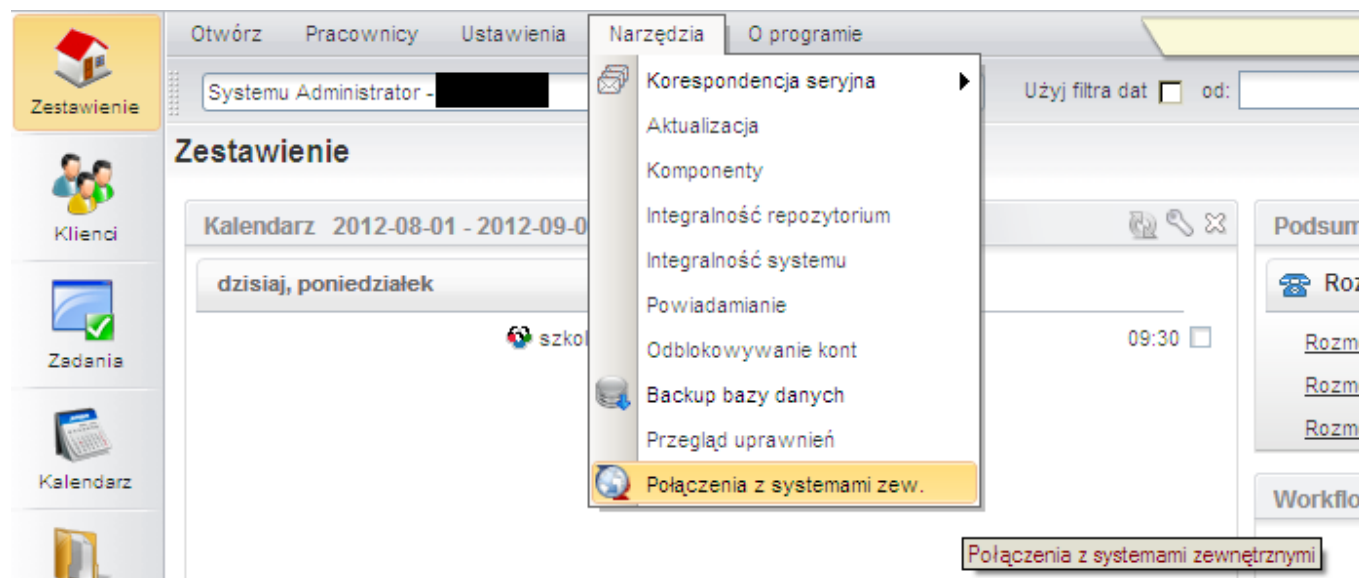 Otwórz Pracownicy Ustawienia Narzędzia O programie
Systemu Administrator -
Użyj filtra dat od:
Zestawienie
Klienci
Zadania
Kalendarz
Zestawienie
Kalendarz 2012-08-01 - 2012-09-0
dzisiaj, poniedziałek
szkol
09:30
Korespondencja seryjna
Aktualizacja
Komponenty
Integralność repozytorium
Integralność systemu
Powiadamianie
Odblokowywanie kont
Backup bazy danych
Przegląd uprawnień
Połączenia z systemami zew.
Połączenia z systemami zewnętrznymi
Podsum
Roz
Rozm
Rozm
Rozm
Workflo